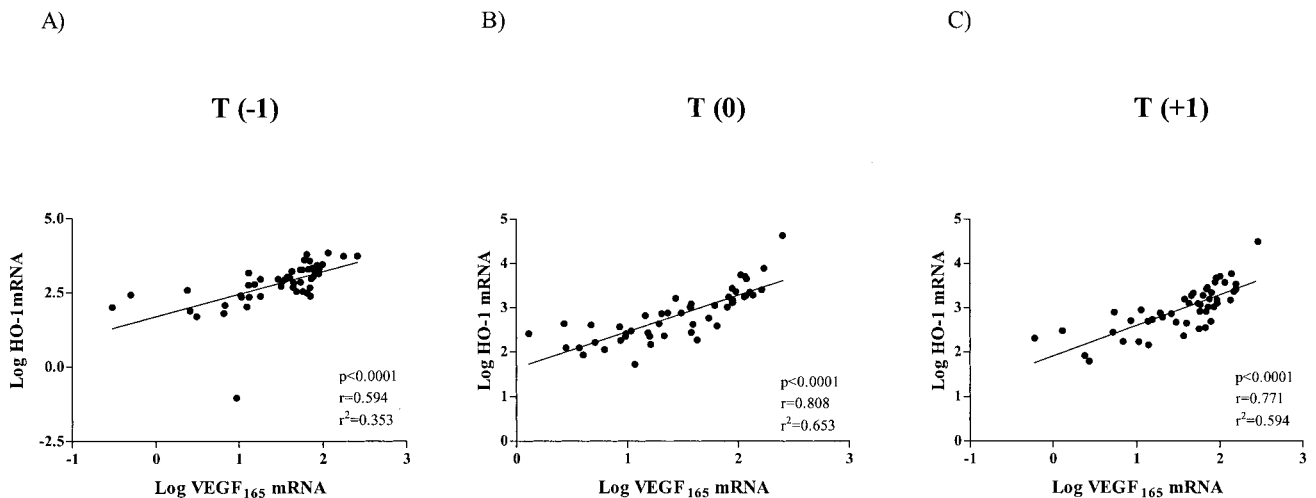 A)
T (-1)
5.0
2.5
0.0
-2.5
-1
0
1
2
3
Log HO-1mRNA
Log VEGF165 mRNA
p<0.0001
r=0.594
r²=0.353
B)
T (0)
5
4
3
2
1
0
0
1
2
3
Log HO-1 mRNA
Log VEGF165 mRNA
p<0.0001
r=0.808
r²=0.653
C)
T (+1)
5
4
3
2
1
0
-1
0
1
2
3
Log HO-1 mRNA
Log VEGF165 mRNA
p<0.0001
r=0.771
r²=0.594